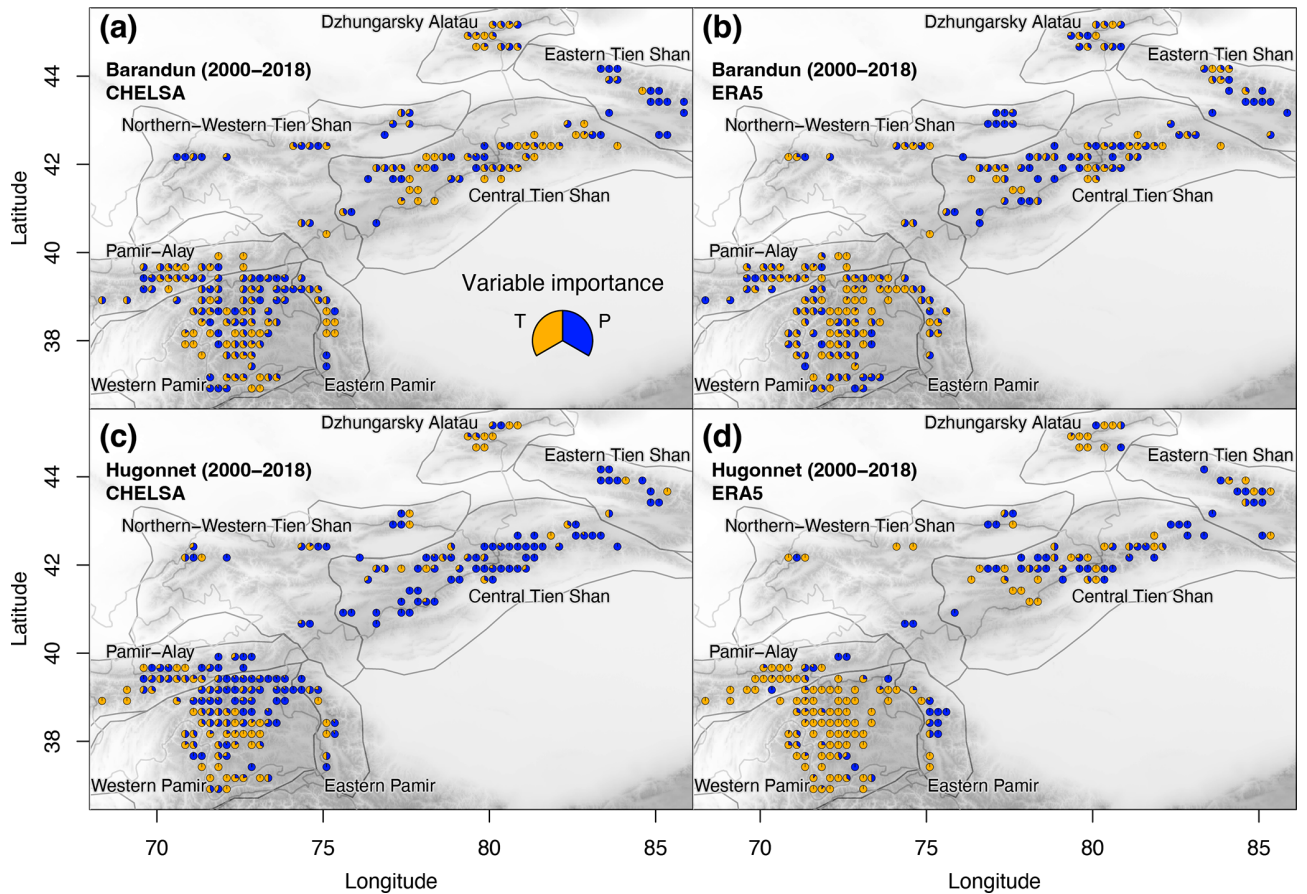 (a)
Barandun (2000−2018)
CHELSA
Dzhungarsky Alatau
Eastern Tien Shan
Northern−Western Tien Shan
Central Tien Shan
Pamir−Alay
Western Pamir
Eastern Pamir
Variable importance
T
P
(b)
Barandun (2000−2018)
ERA5
Dzhungarsky Alatau
Eastern Tien Shan
Northern−Western Tien Shan
Central Tien Shan
Pamir−Alay
Western Pamir
Eastern Pamir
Latitude
44
42
40
38
(c)
Hugonnet (2000−2018)
CHELSA
Dzhungarsky Alatau
Eastern Tien Shan
Northern−Western Tien Shan
Central Tien Shan
Pamir−Alay
Western Pamir
Eastern Pamir
(d)
Hugonnet (2000−2018)
ERA5
Dzhungarsky Alatau
Eastern Tien Shan
Northern−Western Tien Shan
Central Tien Shan
Pamir−Alay
Western Pamir
Eastern Pamir
Latitude
44
42
40
38
70 75 80 85
Longitude
70 75 80 85
Longitude